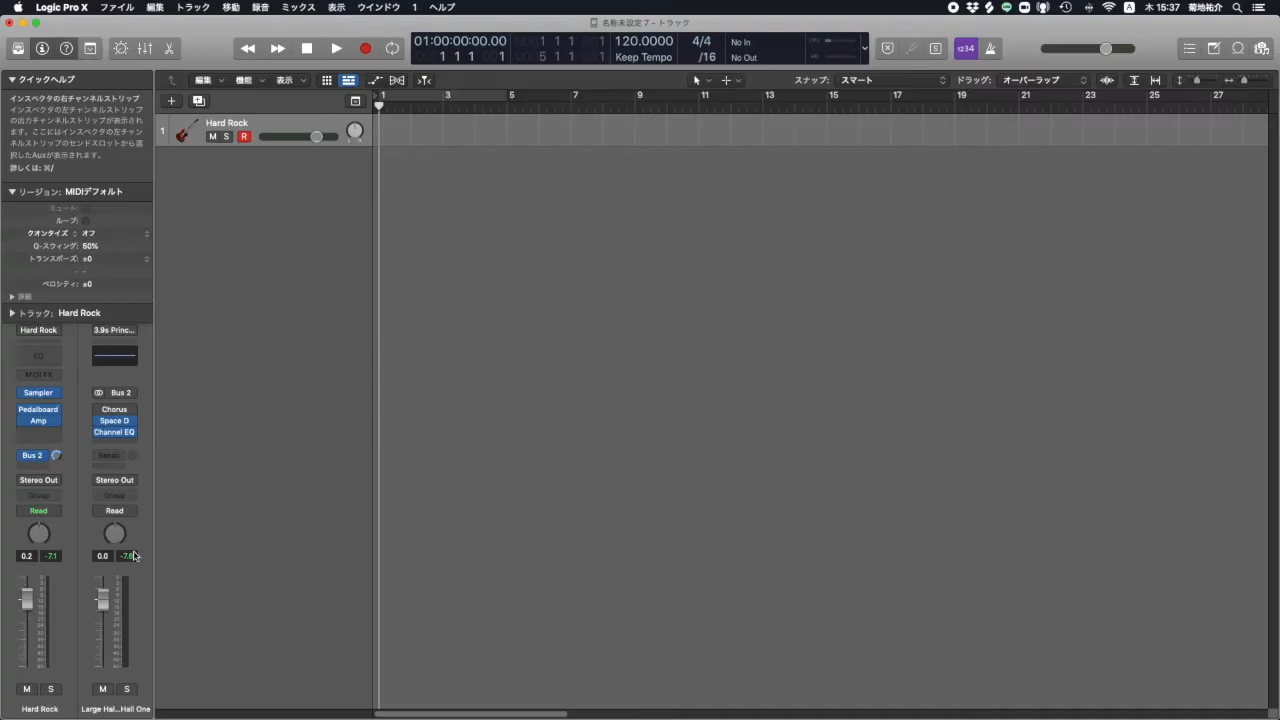 Logic Pro X ファイル 編集 トラック 移動 録音 ミックス 表示 ウインドウ 1 ヘルプ
木 15:37 菊地祐介
名称未設定 7 - トラック
01:00:00:00.00
1 1 1 1
120.0000
Keep Tempo
4/4
/16
No In
No Out
CPU
HD
1234
クイックヘルプ
インスペクタの右チャンネルストリップ
インスペクタの左チャンネルストリップ
の出力チャンネルストリップが表示され
ます。ここにはインスペクタの左チャン
ネルストリップのセンドスロットから選
択したAuxが表示されます。
詳しくは: ⌘/
編集 機能 表示
スナップ: スマート ドラッグ: オーバーラップ
1 3 5 7 9 11 13 15 17 19 21 23 25 27
1 Hard Rock
M S R
L R
リージョン: MIDIデフォルト
ミュート:
ループ:
クオンタイズ オフ
Q-スウィング: 50%
トランスポーズ: ±0
- -
ベロシティ: ±0
詳細
トラック: Hard Rock
Hard Rock 3.9s Princ...
EQ
MIDI FX
Sampler Bus 2
Pedalboard Chorus
Amp Space D
Channel EQ
Bus 2 Sends
Stereo Out Stereo Out
Group Group
Read Read
0.2 -7.1 0.0
M S M S
Hard Rock Large Hal...Hall One